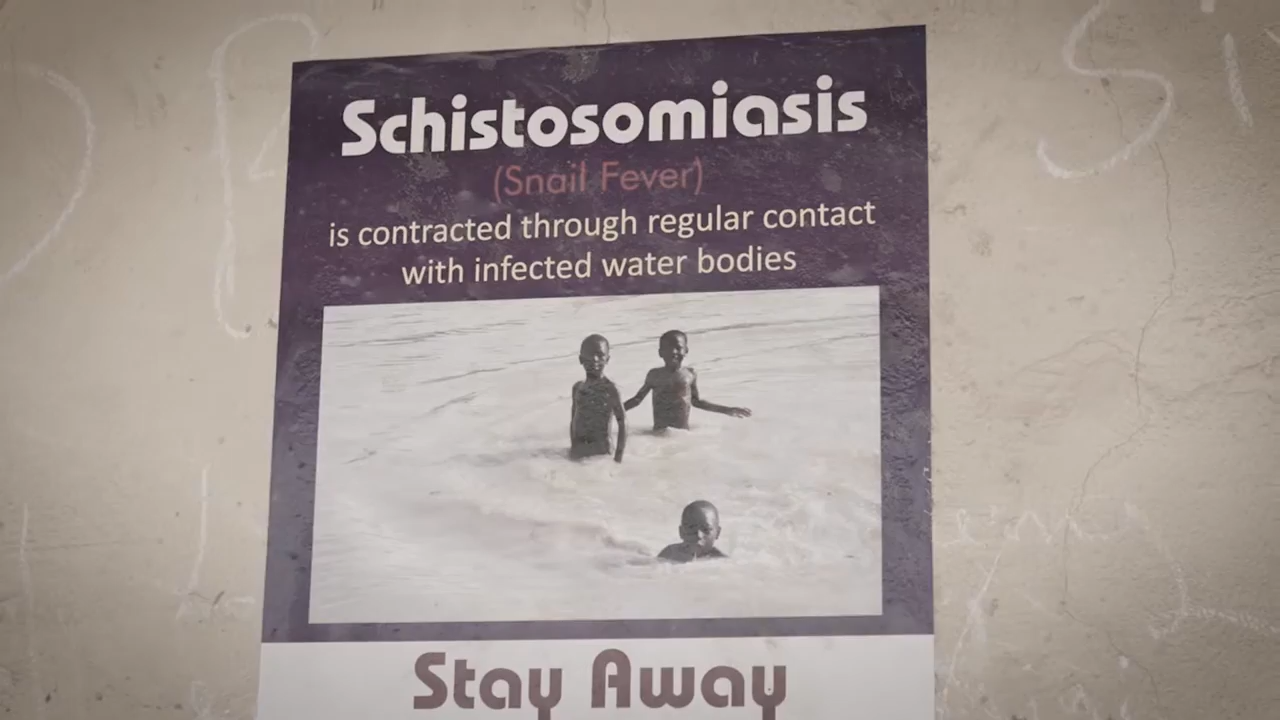 Schistosomiasis
(Snail Fever)
is contracted through regular contact
with infected water bodies
Stay Away